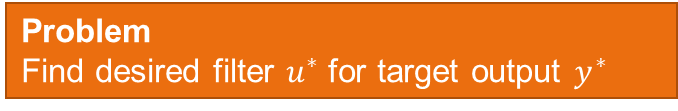 Problem
Find desired filter u* for target output y*